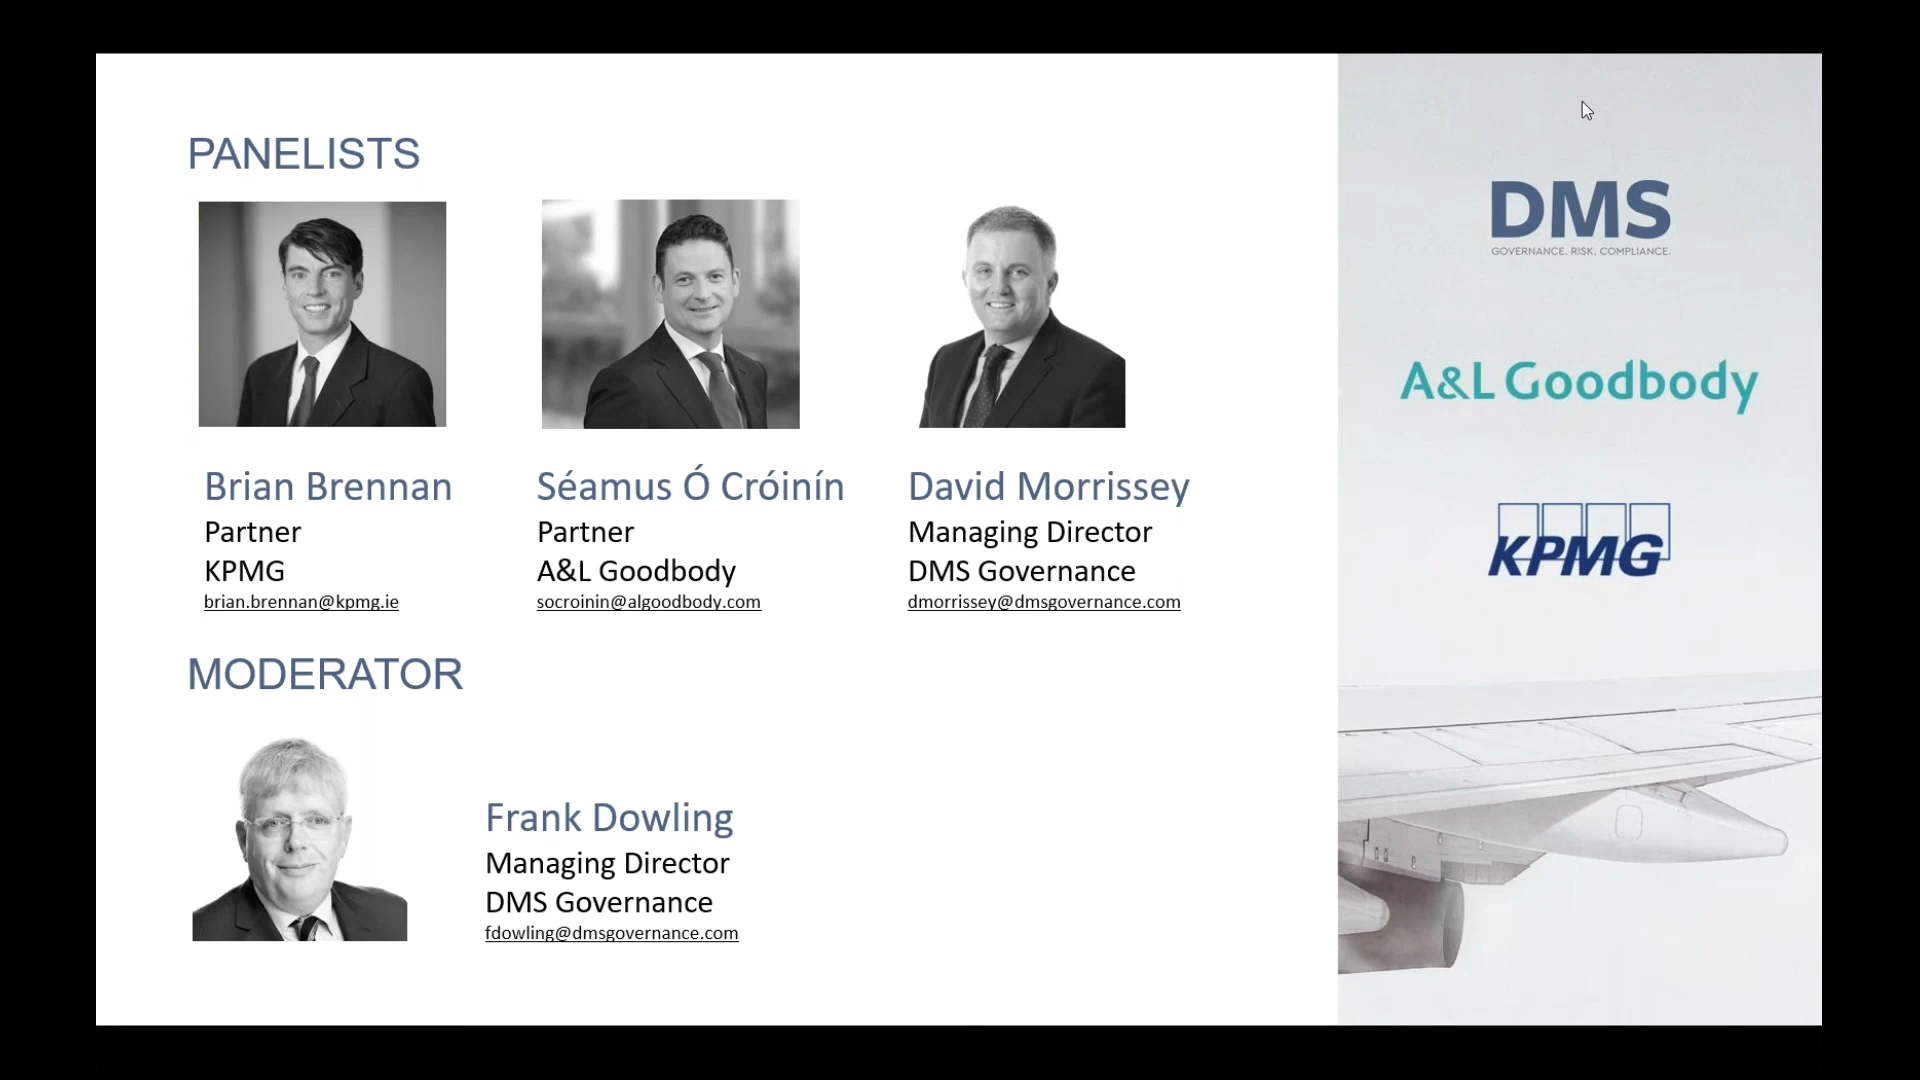 PANELISTS
Brian Brennan
Partner
KPMG
brian.brennan@kpmg.ie
Séamus Ó Cróinín
Partner
A&L Goodbody
socroinin@algoodbody.com
David Morrissey
Managing Director
DMS Governance
dmorrissey@dmsgovernance.com
MODERATOR
Frank Dowling
Managing Director
DMS Governance
fdowling@dmsgovernance.com
DMS
GOVERNANCE. RISK. COMPLIANCE.
A&L Goodbody
KPMG